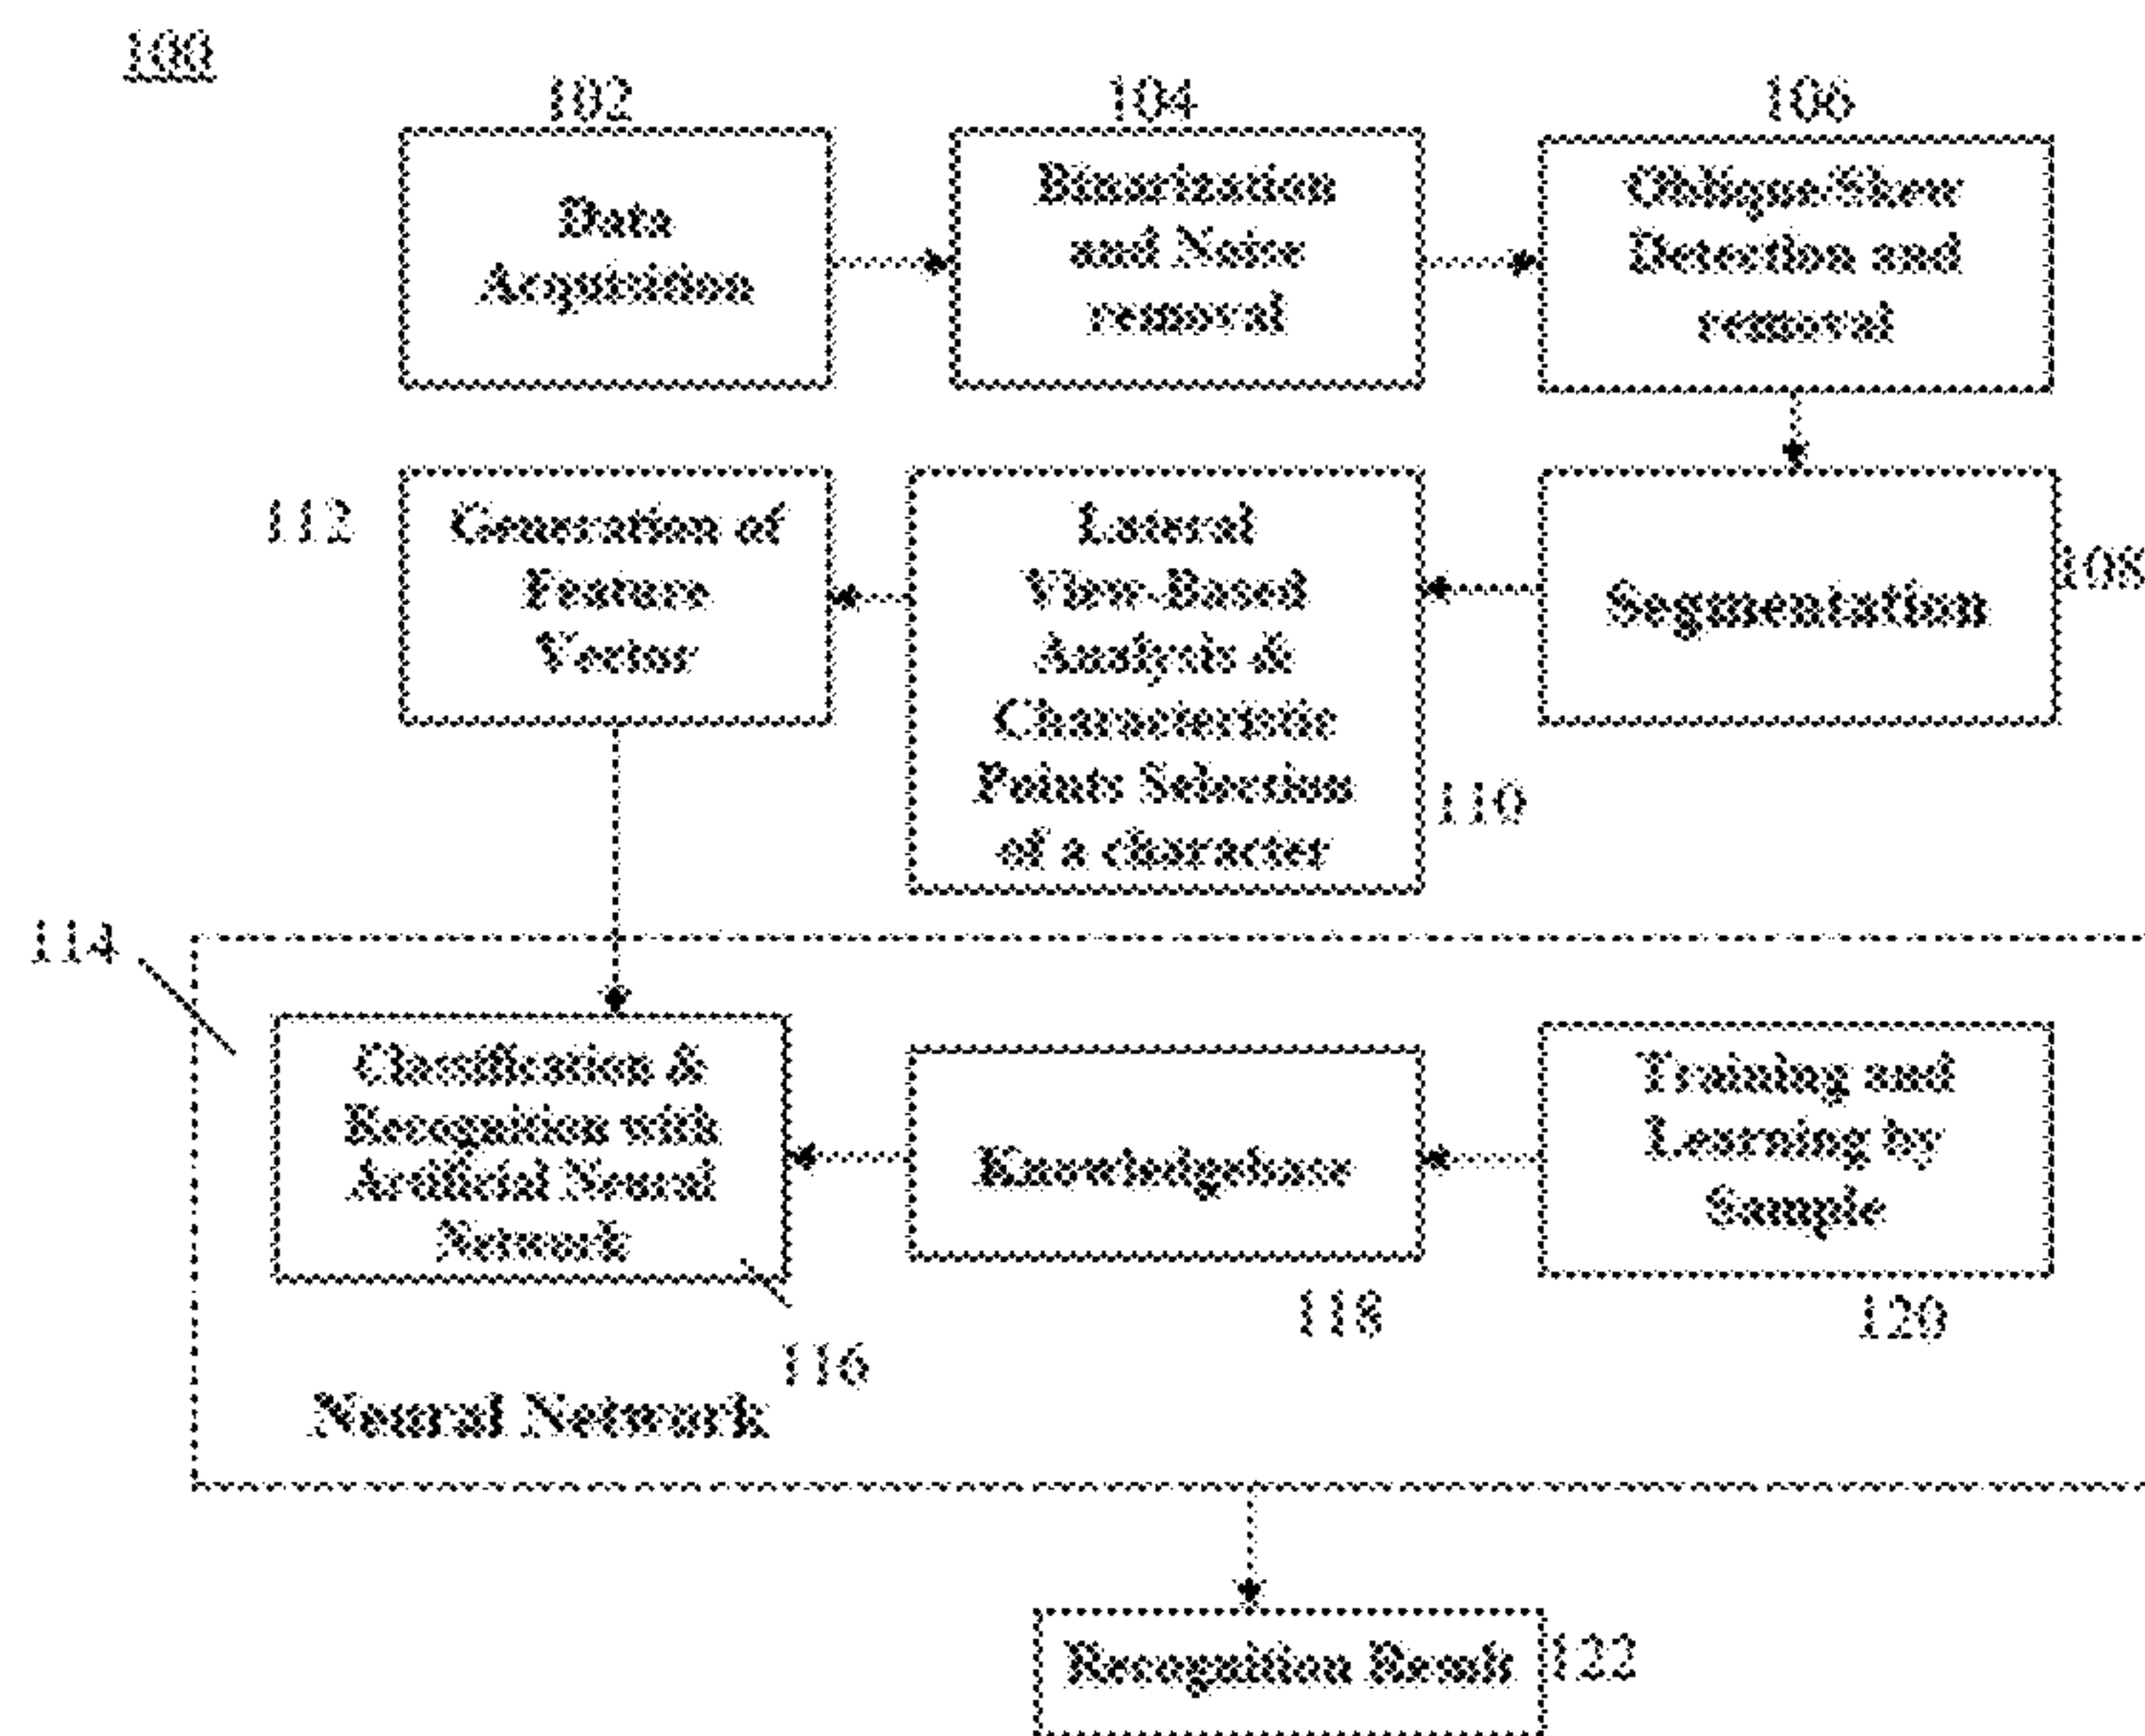 100
102
Data
Acquisition
104
Binarization
and Noise
removal
106
Oblique/Skew
Detection and
removal
108
Segmentation
110
Lateral
View-Based
Analysis &
Characteristic
Points Selection
of a character
112
Generation of
Feature
Vector
114
Classification &
Recognition with
Artificial Neural
Network
116
Knowledgebase
118
Training and
Learning by
Sample
120
Neural Network
Recognition Result
122